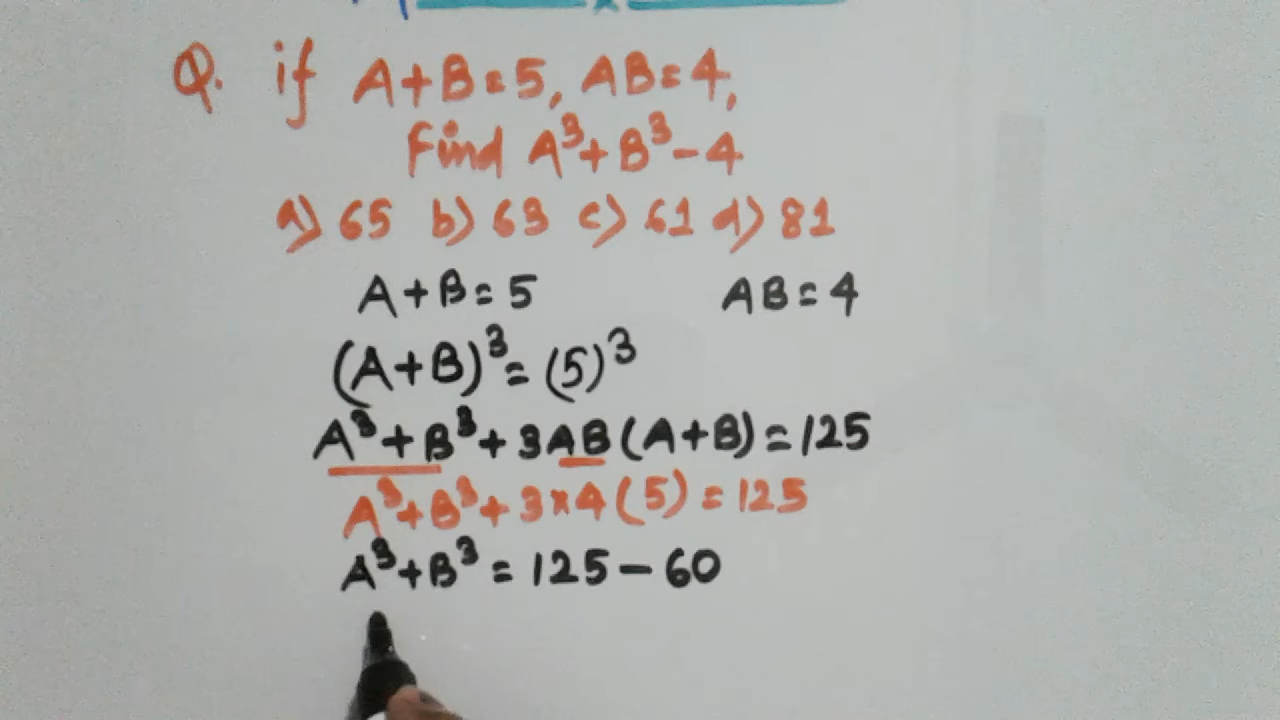 Q. if A+B=5, AB=4,
Find A³+B³-4
a) 65 b) 63 c) 61 d) 81
A+B=5 AB=4
(A+B)³=(5)³
A³+B³+3AB(A+B)=125
A³+B³+3×4(5)=125
A³+B³=125-60